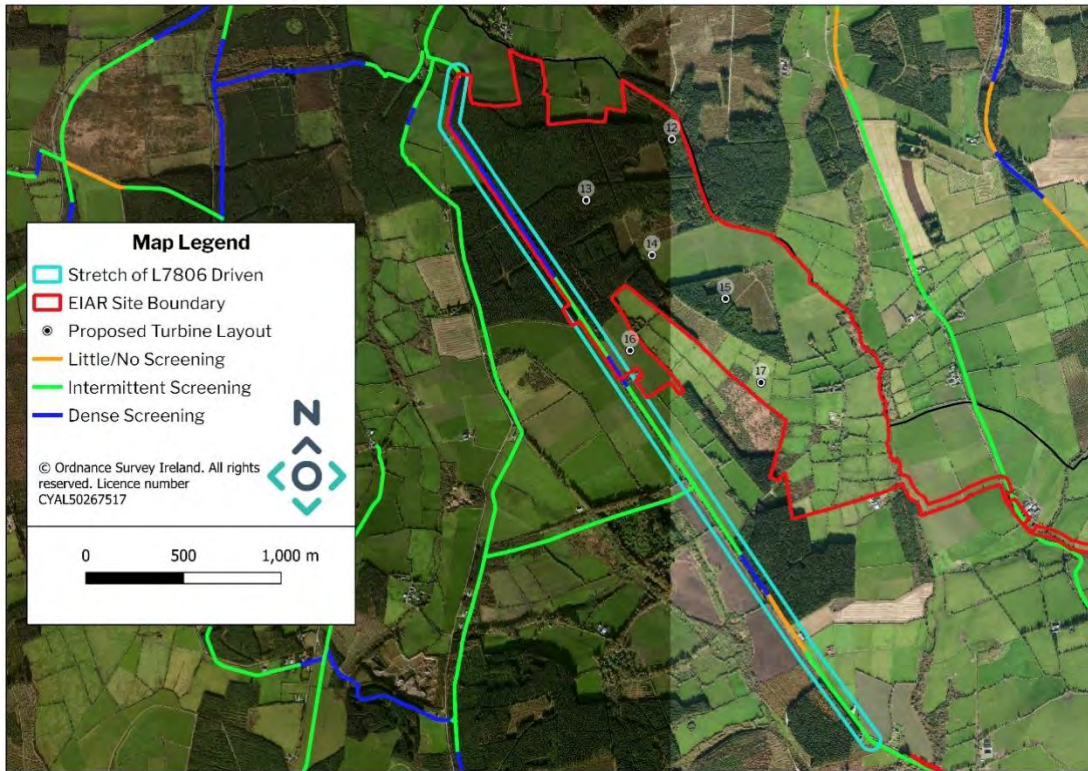 12
13
14
15
16
17
Map Legend
Stretch of L7806 Driven
EIAR Site Boundary
Proposed Turbine Layout
Little/No Screening
Intermittent Screening
Dense Screening
N
© Ordnance Survey Ireland. All rights
reserved. Licence number
CYAL50267517
0 500 1,000 m